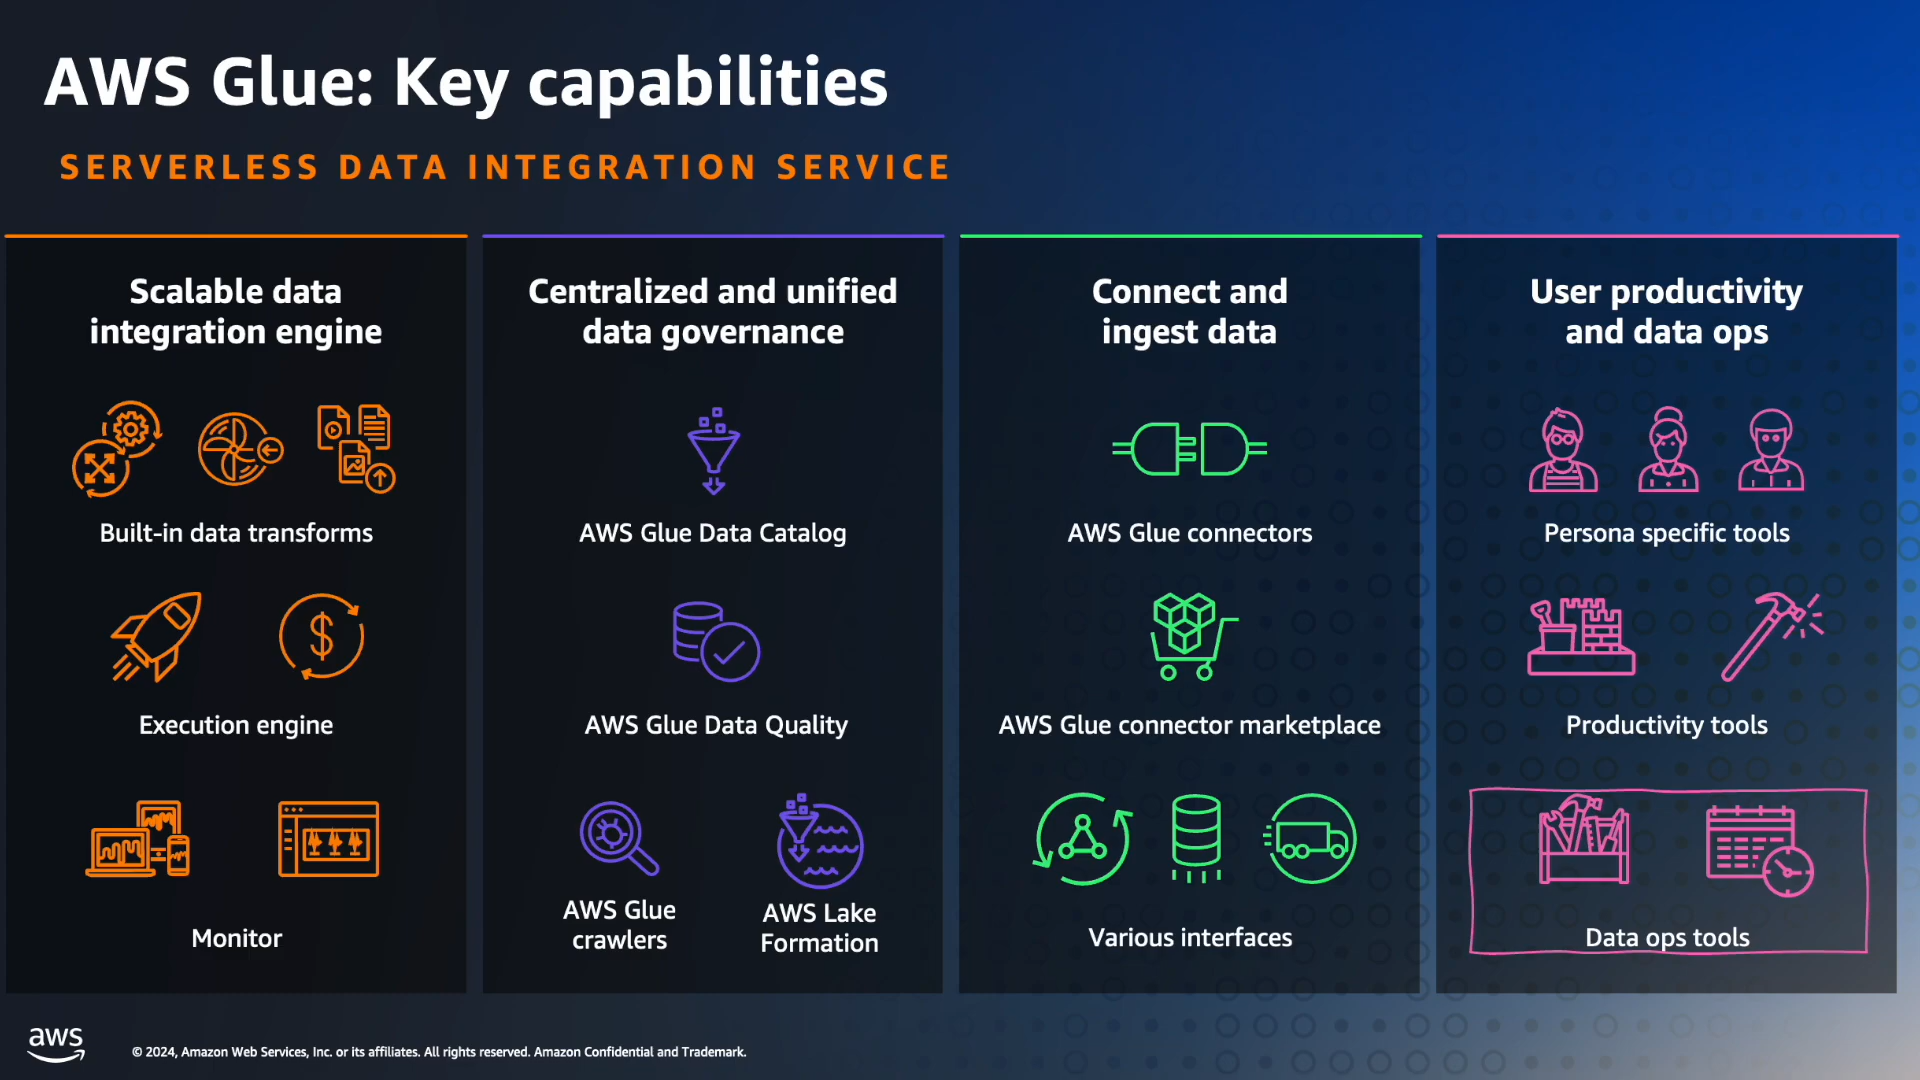 AWS Glue: Key capabilities
SERVERLESS DATA INTEGRATION SERVICE
Scalable data
integration engine
Built-in data transforms
Execution engine
Monitor
Centralized and unified
data governance
AWS Glue Data Catalog
AWS Glue Data Quality
AWS Glue
crawlers
AWS Lake
Formation
Connect and
ingest data
AWS Glue connectors
AWS Glue connector marketplace
Various interfaces
User productivity
and data ops
Persona specific tools
Productivity tools
Data ops tools
aws
© 2024, Amazon Web Services, Inc. or its affiliates. All rights reserved. Amazon Confidential and Trademark.